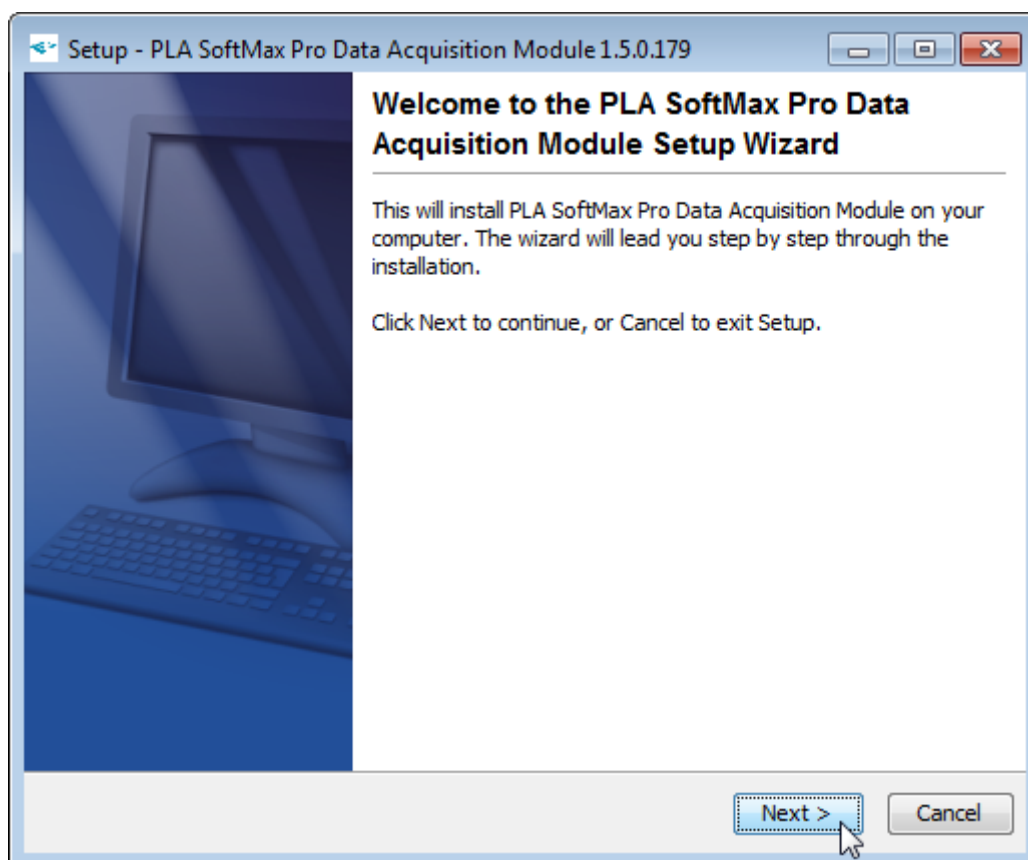 Setup - PLA SoftMax Pro Data Acquisition Module 1.5.0.179
Welcome to the PLA SoftMax Pro Data
Acquisition Module Setup Wizard
This will install PLA SoftMax Pro Data Acquisition Module on your
computer. The wizard will lead you step by step through the
installation.
Click Next to continue, or Cancel to exit Setup.
Next >
Cancel